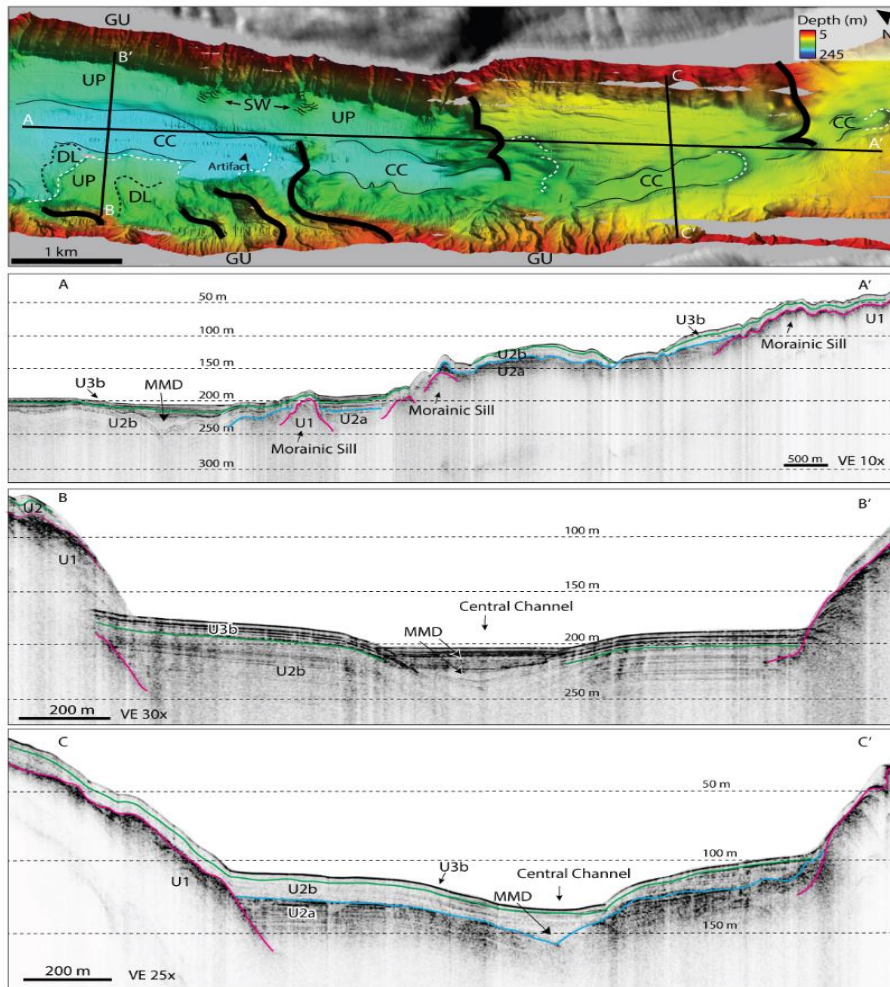 GU
Depth (m)
5
245
N
B'
UP
SW
UP
C
A
CC
A'
CC
DL
UP
Artifact
CC
CC
DL
B
C'
1 km
GU
GU
A
A'
50 m
U3b
U1
100 m
U2b
Morainic Sill
150 m
U2a
U3b
MMD
200 m
Morainic Sill
U2b
U1
U2a
250 m
Morainic Sill
300 m
500 m
VE 10x
B
B'
U2
100 m
U1
150 m
Central Channel
U3b
MMD
200 m
U2b
250 m
200 m
VE 30x
C
C'
50 m
100 m
U3b
Central Channel
U1
U2b
MMD
U2a
150 m
200 m
VE 25x